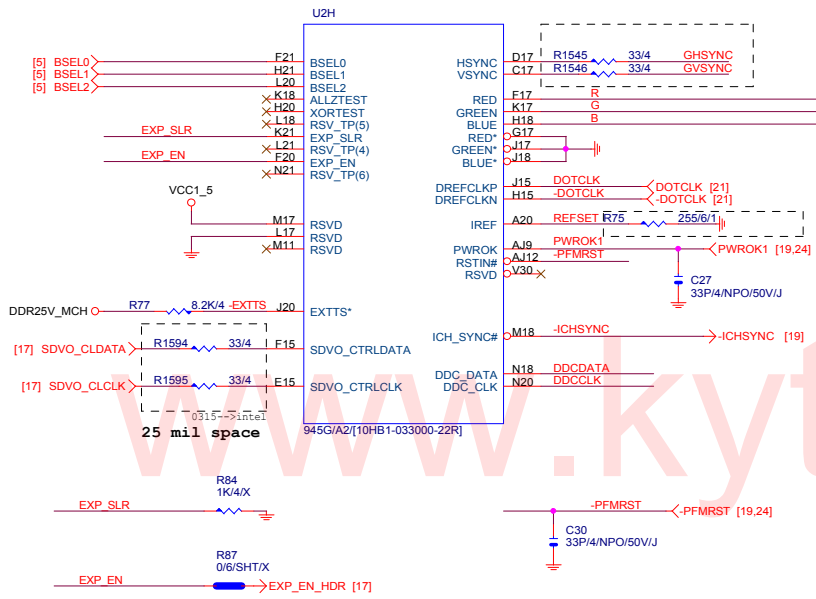 U2H
[5] BSEL0 F21 BSEL0
[5] BSEL1 H21 BSEL1
[5] BSEL2 L20 BSEL2
K18 ALLZTEST
H20 XORTEST
L18 RSV_TP(5)
EXP_SLR K21 EXP_SLR
L21 RSV_TP(4)
EXP_EN F20 EXP_EN
N21 RSV_TP(6)
VCC1_5
M17 RSVD
L17 RSVD
M11 RSVD
DDR25V_MCH R77 8.2K/4 -EXTTS J20 EXTTS*
[17] SDVO_CLDATA R1594 33/4 F15 SDVO_CTRLDATA
[17] SDVO_CLCLK R1595 33/4 E15 SDVO_CTRLCLK
0315-->intel
25 mil space
HSYNC D17 R1545 33/4 GHSYNC
VSYNC C17 R1546 33/4 GVSYNC
RED F17 R
GREEN K17 G
BLUE H18 B
RED* G17
GREEN* J17
BLUE* J18
DREFCLKP J15 DOTCLK DOTCLK [21]
DREFCLKN H15 -DOTCLK -DOTCLK [21]
IREF A20 REFSET R75 255/6/1
PWROK AJ9 PWROK1 PWROK1 [19,24]
RSTIN# AJ12 -PFMRST
RSVD V30
C27
33P/4/NPO/50V/J
ICH_SYNC# M18 -ICHSYNC -ICHSYNC [19]
DDC_DATA N18 DDCDATA
DDC_CLK N20 DDCCLK
945G/A2/[10HB1-033000-22R]
www.kyt
EXP_SLR R84
1K/4/X
EXP_EN R87
0/6/SHT/X
EXP_EN_HDR [17]
-PFMRST -PFMRST [19,24]
C30
33P/4/NPO/50V/J